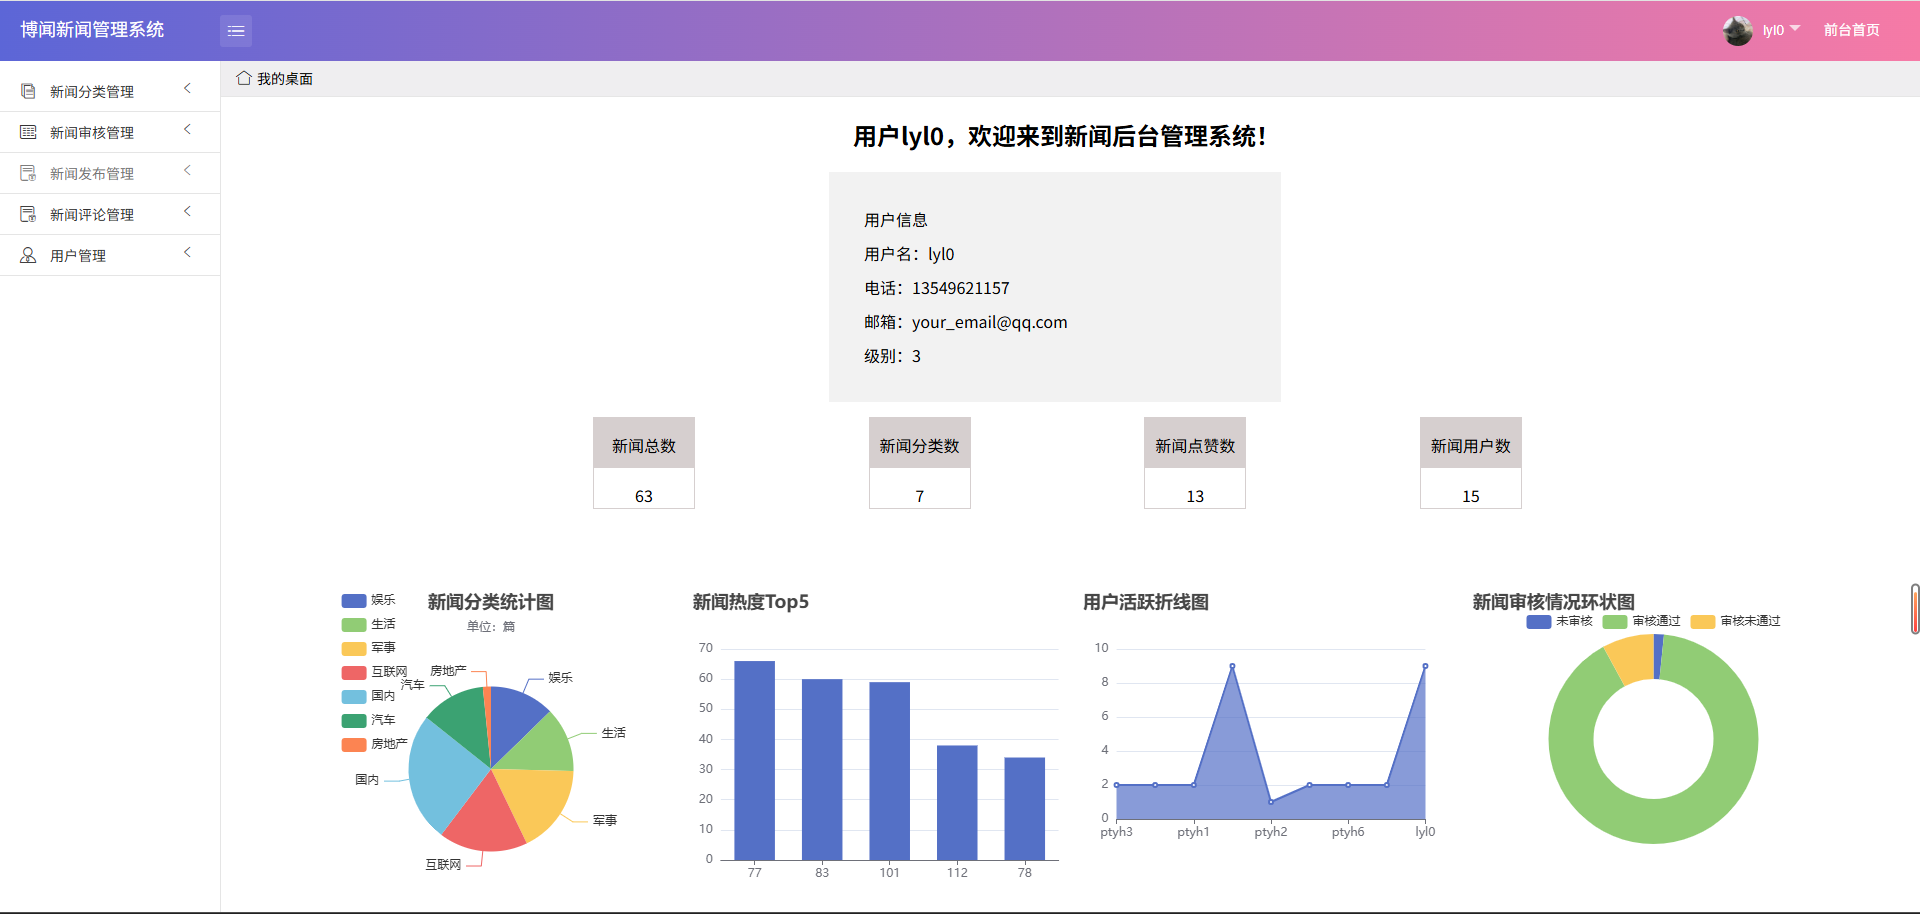 博闻新闻管理系统
lyl0
前台首页
新闻分类管理
新闻审核管理
新闻发布管理
新闻评论管理
用户管理
我的桌面
用户lyl0，欢迎来到新闻后台管理系统！
用户信息
用户名：lyl0
电话：13549621157
邮箱：your_email@qq.com
级别：3
新闻总数
63
新闻分类数
7
新闻点赞数
13
新闻用户数
15
新闻分类统计图
单位：篇
娱乐
生活
军事
互联网
国内
汽车
房地产
房地产
娱乐
汽车
生活
国内
军事
互联网
新闻热度Top5
70
60
50
40
30
20
10
0
77 83 101 112 78
用户活跃折线图
10
8
6
4
2
0
ptyh3 ptyh1 ptyh2 ptyh6 lyl0
新闻审核情况环状图
未审核 审核通过 审核未通过